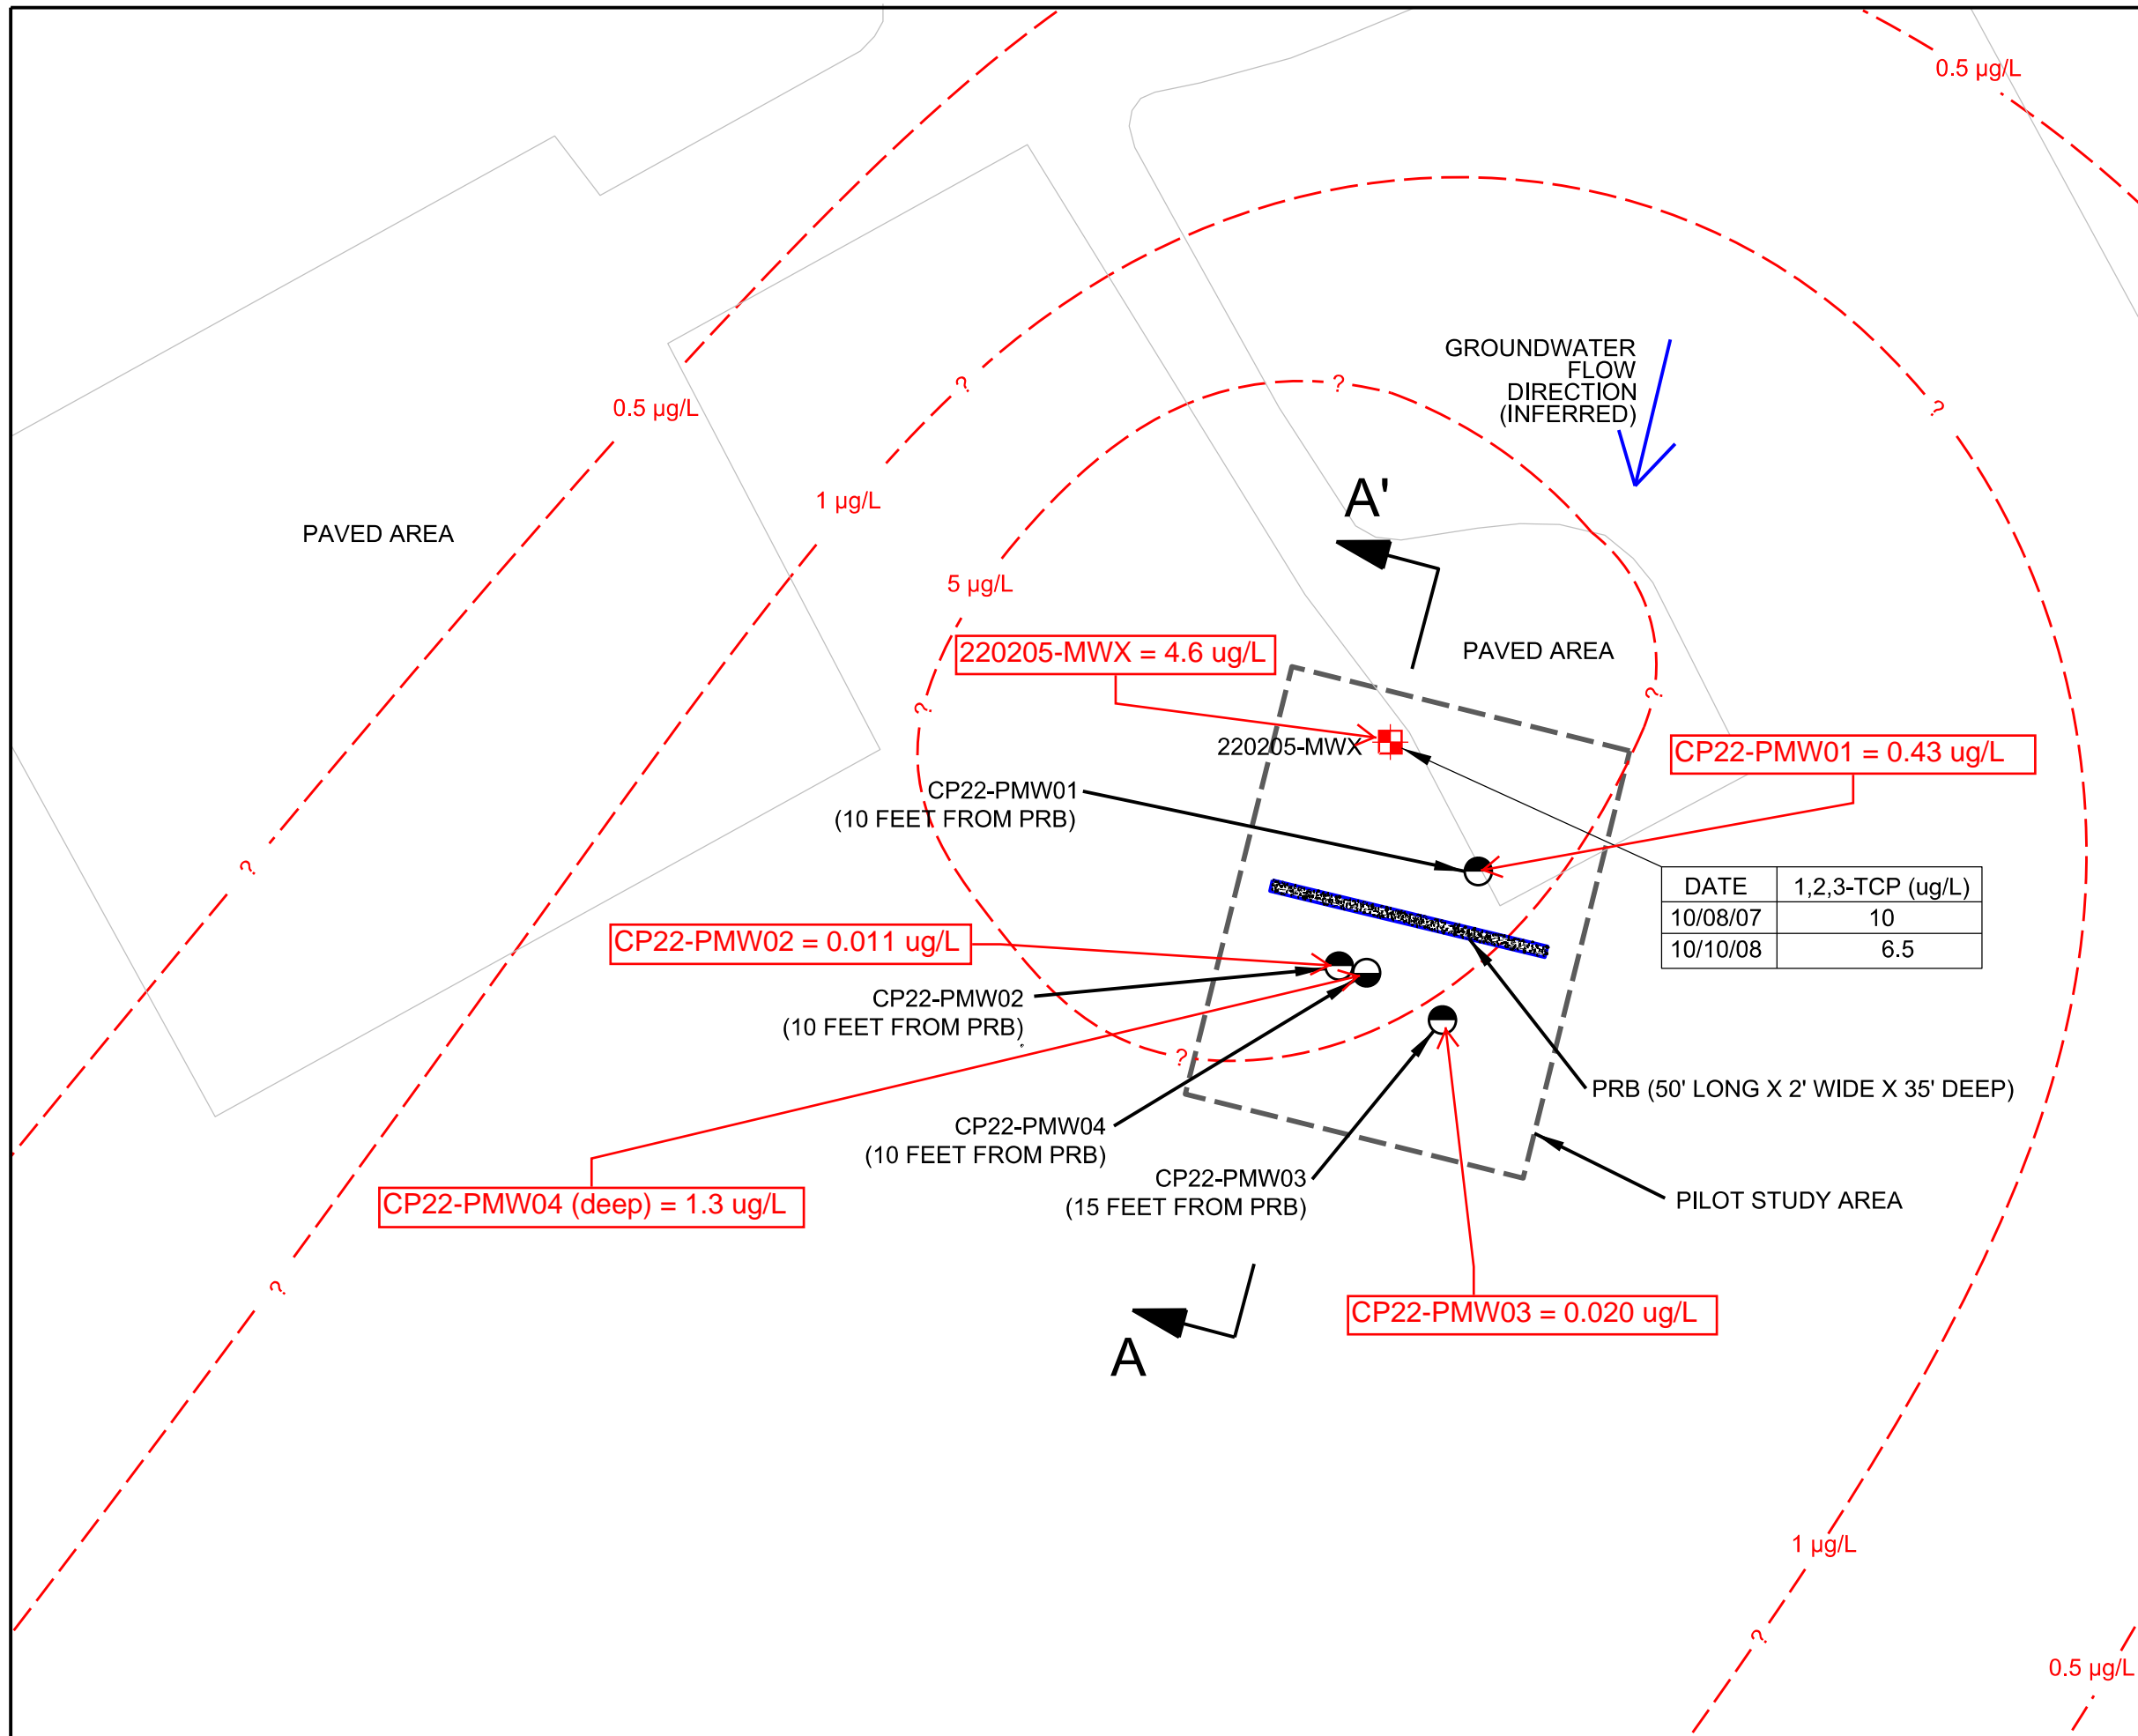 0.5 µg/L
?
GROUNDWATER
FLOW
DIRECTION
(INFERRED)
?
?
?
0.5 µg/L
A'
1 µg/L
PAVED AREA
5 µg/L
220205-MWX = 4.6 ug/L
PAVED AREA
?
?
220205-MWX
CP22-PMW01 = 0.43 ug/L
CP22-PMW01
(10 FEET FROM PRB)
?
DATE 1,2,3-TCP (ug/L)
10/08/07 10
10/10/08 6.5
CP22-PMW02 = 0.011 ug/L
CP22-PMW02
(10 FEET FROM PRB)
?
PRB (50' LONG X 2' WIDE X 35' DEEP)
CP22-PMW04
(10 FEET FROM PRB)
CP22-PMW03
(15 FEET FROM PRB)
CP22-PMW04 (deep) = 1.3 ug/L
PILOT STUDY AREA
?
CP22-PMW03 = 0.020 ug/L
A
1 µg/L
?
0.5 µg/L